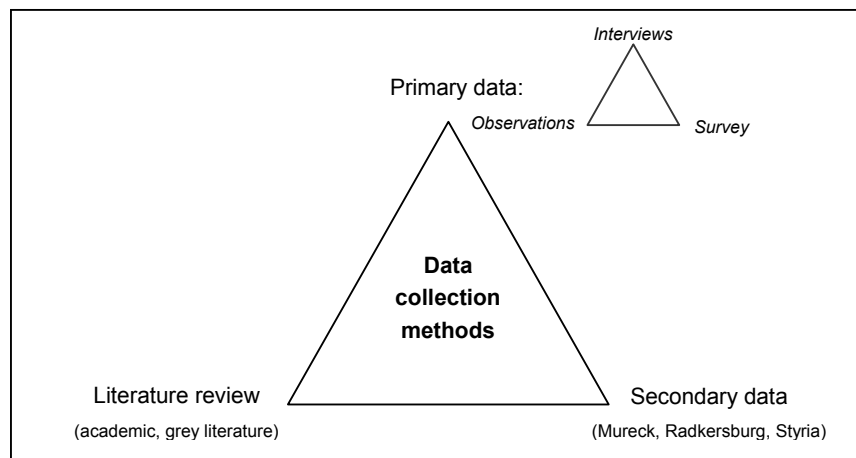 Interviews
Primary data:
Observations
Survey
Data
collection
methods
Literature review
(academic, grey literature)
Secondary data
(Mureck, Radkersburg, Styria)